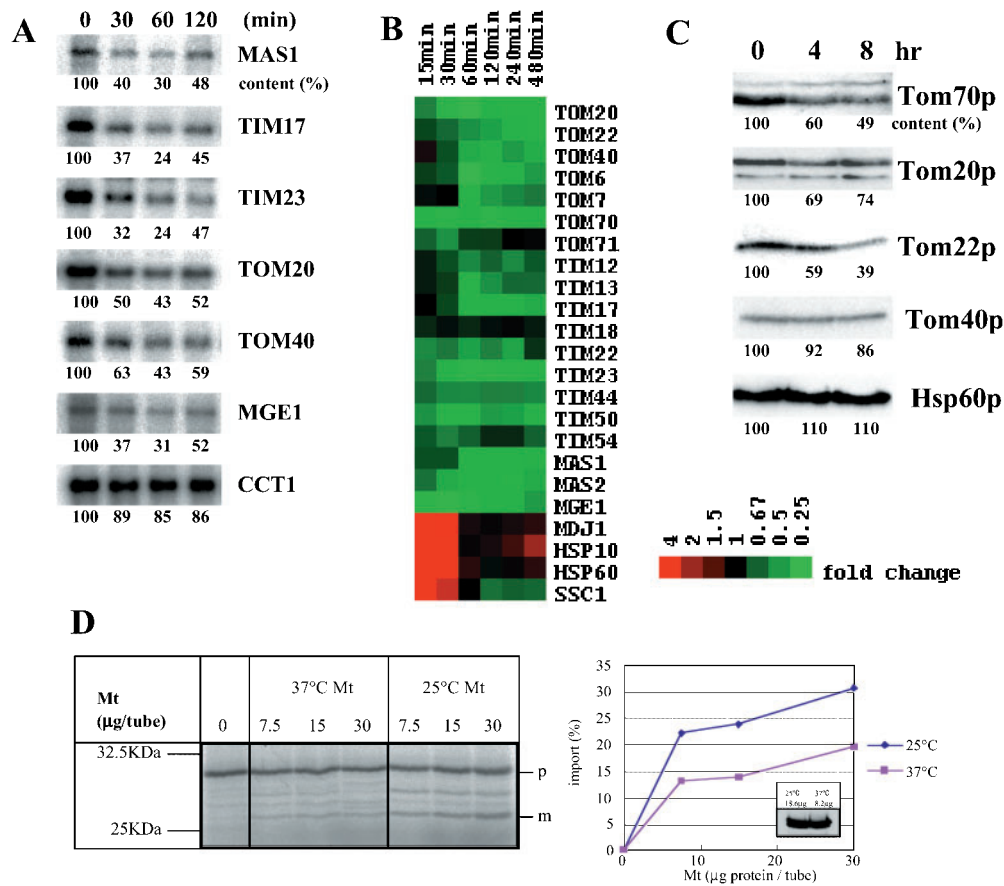 A
0 30 60 120 (min)
MAS1
100 40 30 48 content (%)
TIM17
100 37 24 45
TIM23
100 32 24 47
TOM20
100 50 43 52
TOM40
100 63 43 59
MGE1
100 37 31 52
CCT1
100 89 85 86
B
15min
30min
60min
120min
240min
480min
TOM20
TOM22
TOM40
TOM6
TOM7
TOM70
TOM71
TIM12
TIM13
TIM17
TIM18
TIM22
TIM23
TIM44
TIM50
TIM54
MAS1
MAS2
MGE1
MDJ1
HSP10
HSP60
SSC1
C
0 4 8 hr
Tom70p
100 60 49 content (%)
Tom20p
100 69 74
Tom22p
100 59 39
Tom40p
100 92 86
Hsp60p
100 110 110
4 2 1.5 1 0.67 0.5 0.25
fold change
D
Mt
(µg/tube)
37°C Mt 25°C Mt
0 7.5 15 30 7.5 15 30
32.5KDa
p
m
25KDa
import (%)
35
30
25
20
15
10
5
0
0 10 20 30
Mt (µg protein / tube)
25°C
37°C
25°C 37°C
18.6µg 8.2µg